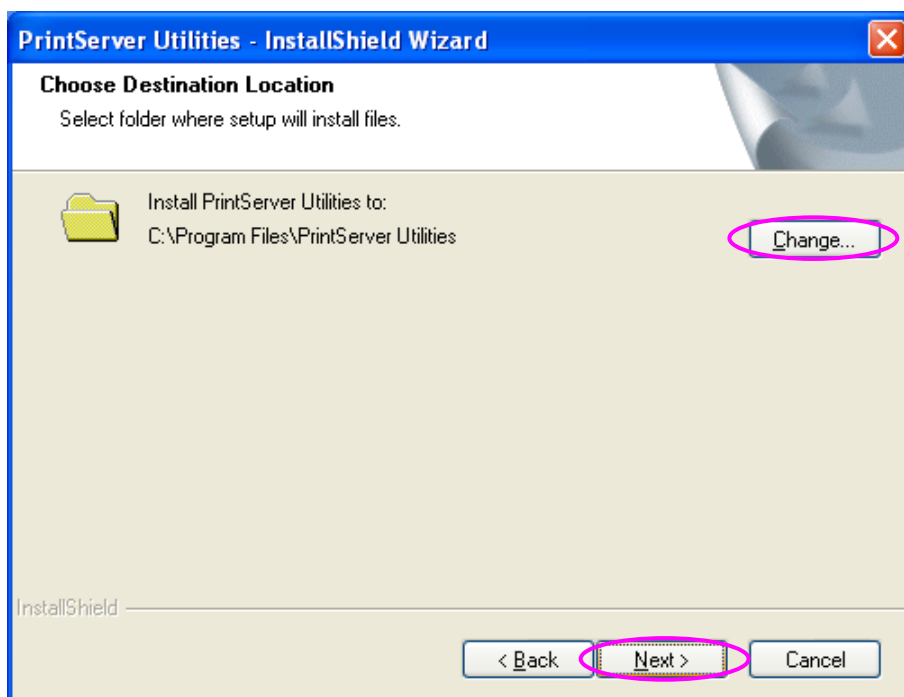 PrintServer Utilities - InstallShield Wizard
Choose Destination Location
Select folder where setup will install files.
Install PrintServer Utilities to:
C:\Program Files\PrintServer Utilities
Change...
InstallShield
< Back
Next >
Cancel